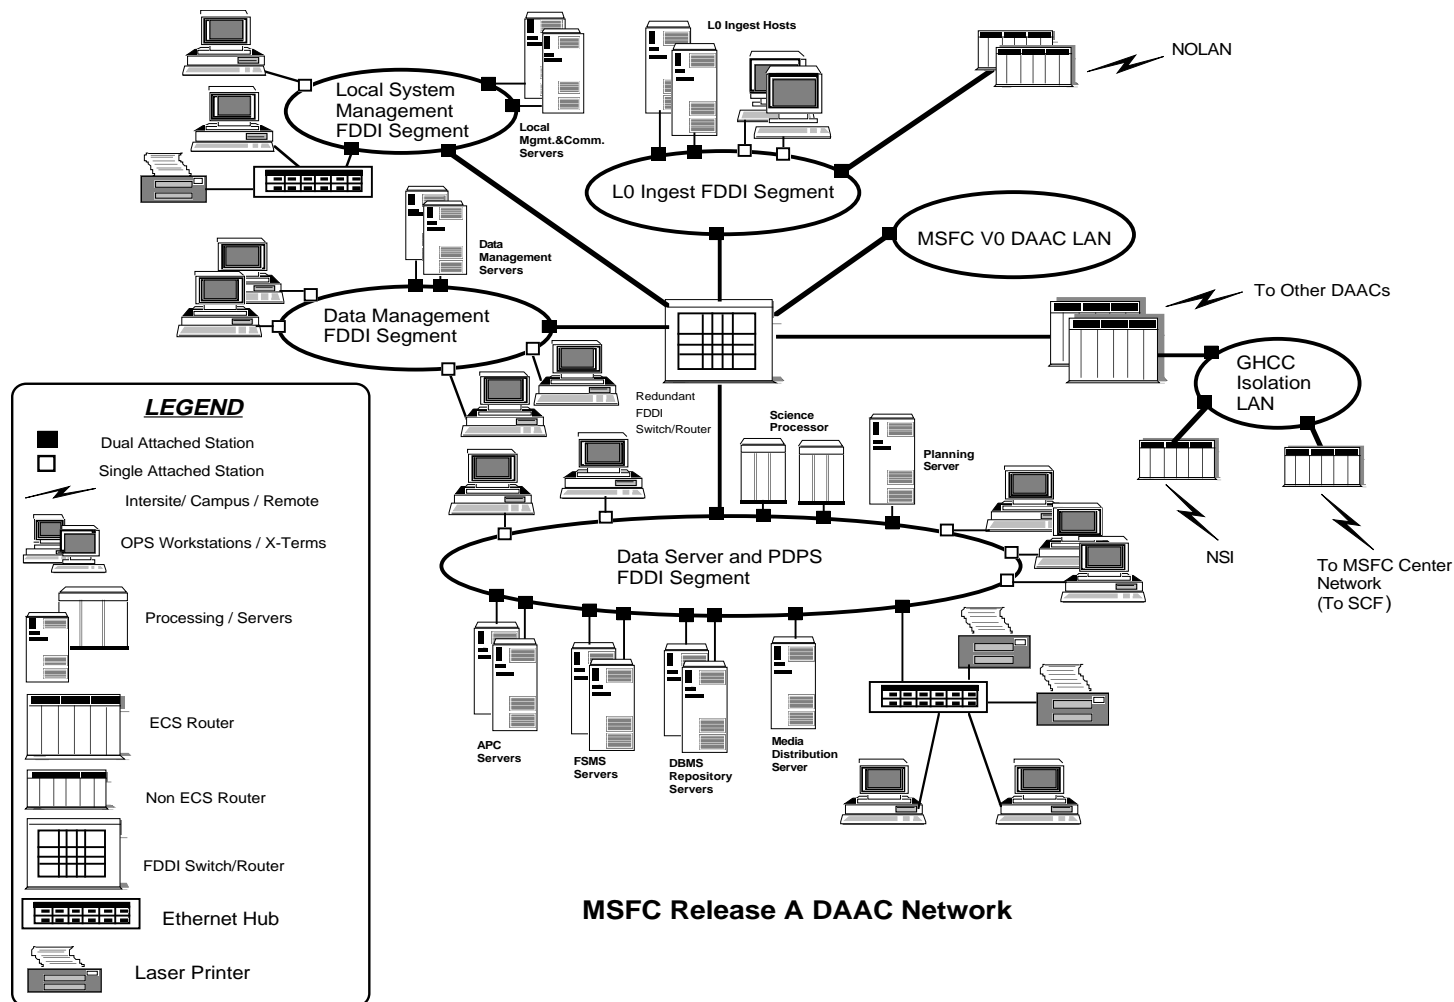 L0 Ingest Hosts
NOLAN
Local System
Management
FDDI Segment
Local
Mgmt.&Comm.
Servers
L0 Ingest FDDI Segment
MSFC V0 DAAC LAN
Data
Management
Servers
To Other DAACs
Data Management
FDDI Segment
GHCC
Isolation
LAN
Redundant
FDDI
Switch/Router
Science
Processor
Planning
Server
NSI
To MSFC Center
Network
(To SCF)
Data Server and PDPS
FDDI Segment
APC
Servers
FSMS
Servers
DBMS
Repository
Servers
Media
Distribution
Server
LEGEND
Dual Attached Station
Single Attached Station
Intersite/ Campus / Remote
OPS Workstations / X-Terms
Processing / Servers
ECS Router
Non ECS Router
FDDI Switch/Router
Ethernet Hub
Laser Printer
MSFC Release A DAAC Network